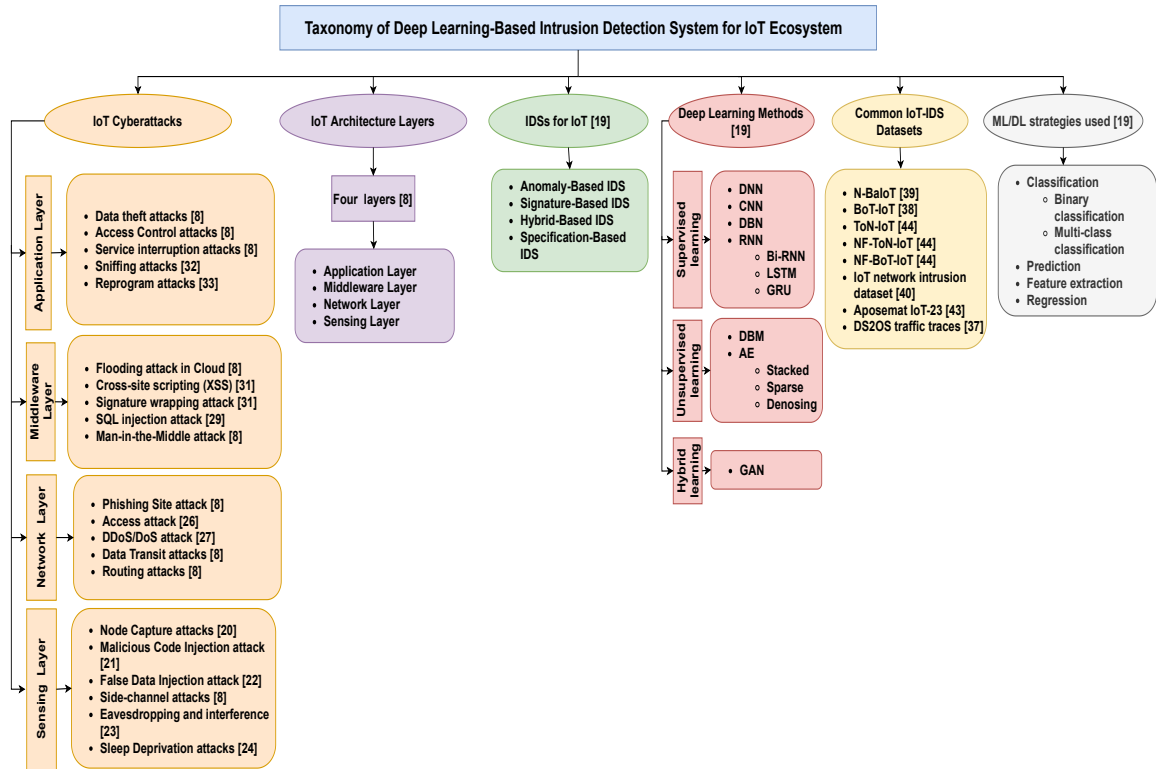 Taxonomy of Deep Learning-Based Intrusion Detection System for IoT Ecosystem
IoT Cyberattacks
Application Layer
• Data theft attacks [8]
• Access Control attacks [8]
• Service interruption attacks [8]
• Sniffing attacks [32]
• Reprogram attacks [33]
Middleware
Layer
• Flooding attack in Cloud [8]
• Cross-site scripting (XSS) [31]
• Signature wrapping attack [31]
• SQL injection attack [29]
• Man-in-the-Middle attack [8]
Network Layer
• Phishing Site attack [8]
• Access attack [26]
• DDoS/DoS attack [27]
• Data Transit attacks [8]
• Routing attacks [8]
Sensing Layer
• Node Capture attacks [20]
• Malicious Code Injection attack
[21]
• False Data Injection attack [22]
• Side-channel attacks [8]
• Eavesdropping and interference
[23]
• Sleep Deprivation attacks [24]
IoT Architecture Layers
Four layers [8]
• Application Layer
• Middleware Layer
• Network Layer
• Sensing Layer
IDSs for IoT [19]
• Anomaly-Based IDS
• Signature-Based IDS
• Hybrid-Based IDS
• Specification-Based
IDS
Deep Learning Methods
[19]
Supervised
learning
• DNN
• CNN
• DBN
• RNN
○ Bi-RNN
○ LSTM
○ GRU
Unsupervised
learning
• DBM
• AE
○ Stacked
○ Sparse
○ Denosing
Hybrid
learning
• GAN
Common IoT-IDS
Datasets
• N-BaIoT [39]
• BoT-IoT [38]
• ToN-IoT [44]
• NF-ToN-IoT [44]
• NF-BoT-IoT [44]
• IoT network intrusion
dataset [40]
• Aposemat IoT-23 [43]
• DS2OS traffic traces [37]
ML/DL strategies used [19]
• Classification
○ Binary
classification
○ Multi-class
classification
• Prediction
• Feature extraction
• Regression